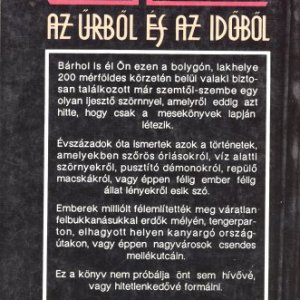 AZ ŰRBŐL ÉS AZ IDŐBŐL
Bárhol is él Ön ezen a bolygón, lakhelye
200 mérföldes körzetén belül valaki bizto-
san találkozott már szemtől-szembe egy
olyan ijesztő szörnnyel, amelyről eddig azt
hitte, hogy csak a mesekönyvek lapján
létezik.
Évszázadok óta ismertek azok a történetek,
amelyekben szőrös óriásokról, víz alatti
szörnyekről, pusztító démonokról, repülő
macskákról, vagy éppen félig ember félig
állat lényekről esik szó.
Emberek millióit félemlítették meg váratlan
felbukkanásukkal erdők mélyén, tengerpar-
ton, elhagyott helyen kanyargó ország-
útakon, vagy éppen nagyvárosok csendes
mellékutcáin.
Ez a könyv nem próbálja önt sem hívővé,
vagy hitetlenkedővé formálni.